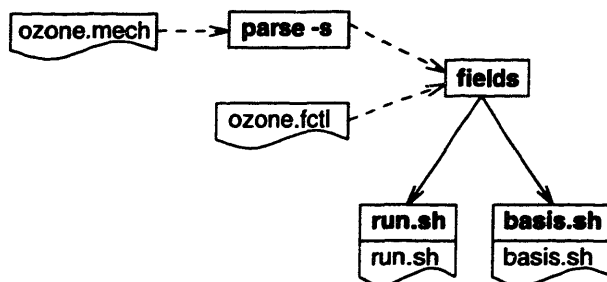 ozone.mech
parse -s
fields
ozone.fctl
run.sh
basis.sh
run.sh
basis.sh